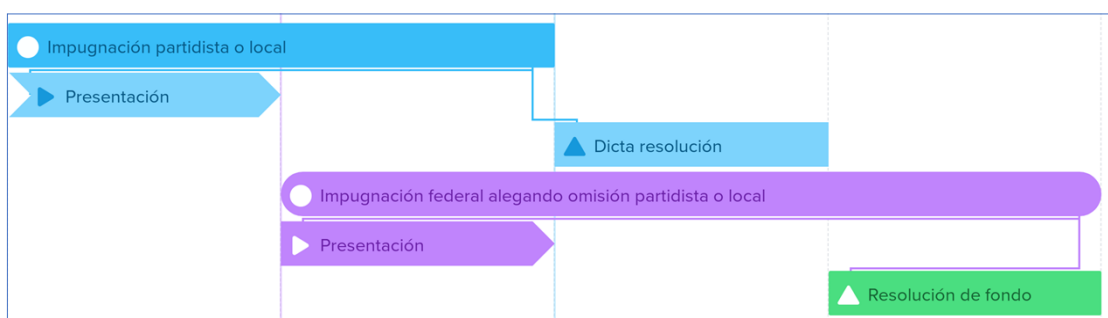 Impugnación partidista o local
Presentación
Dicta resolución
Impugnación federal alegando omisión partidista o local
Presentación
Resolución de fondo